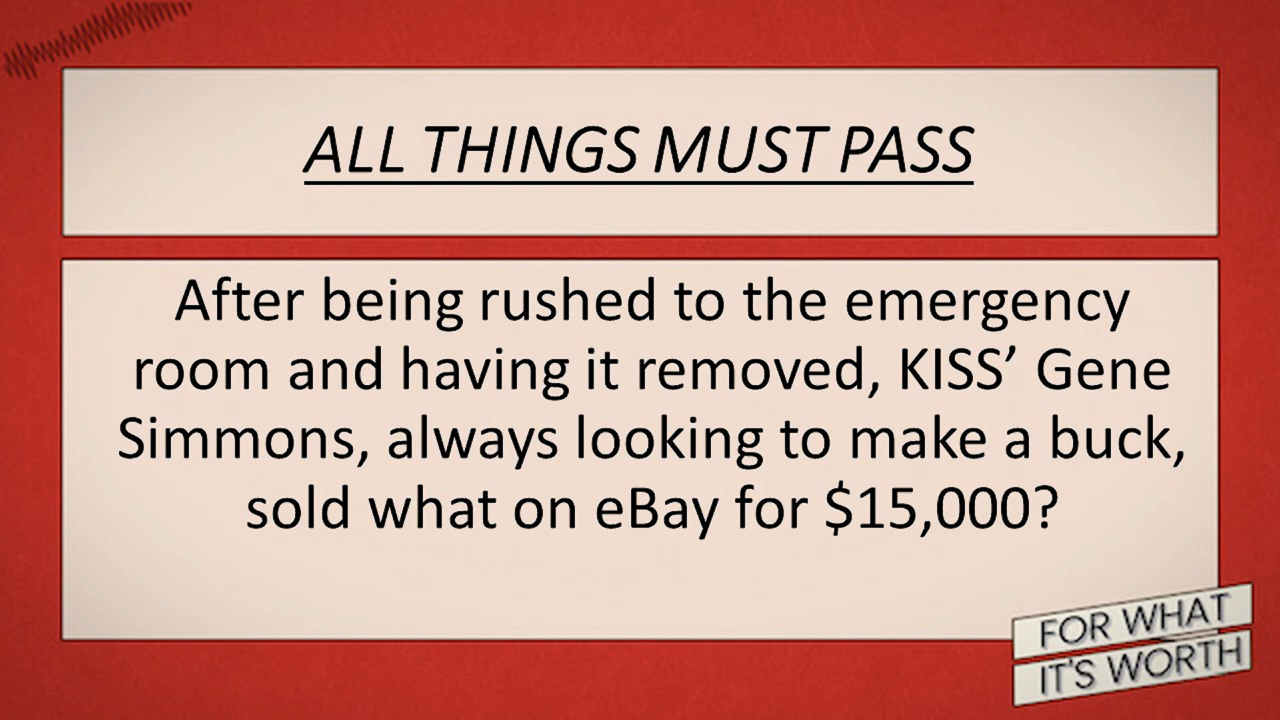 ALL THINGS MUST PASS
After being rushed to the emergency
room and having it removed, KISS’ Gene
Simmons, always looking to make a buck,
sold what on eBay for $15,000?
FOR WHAT
IT'S WORTH